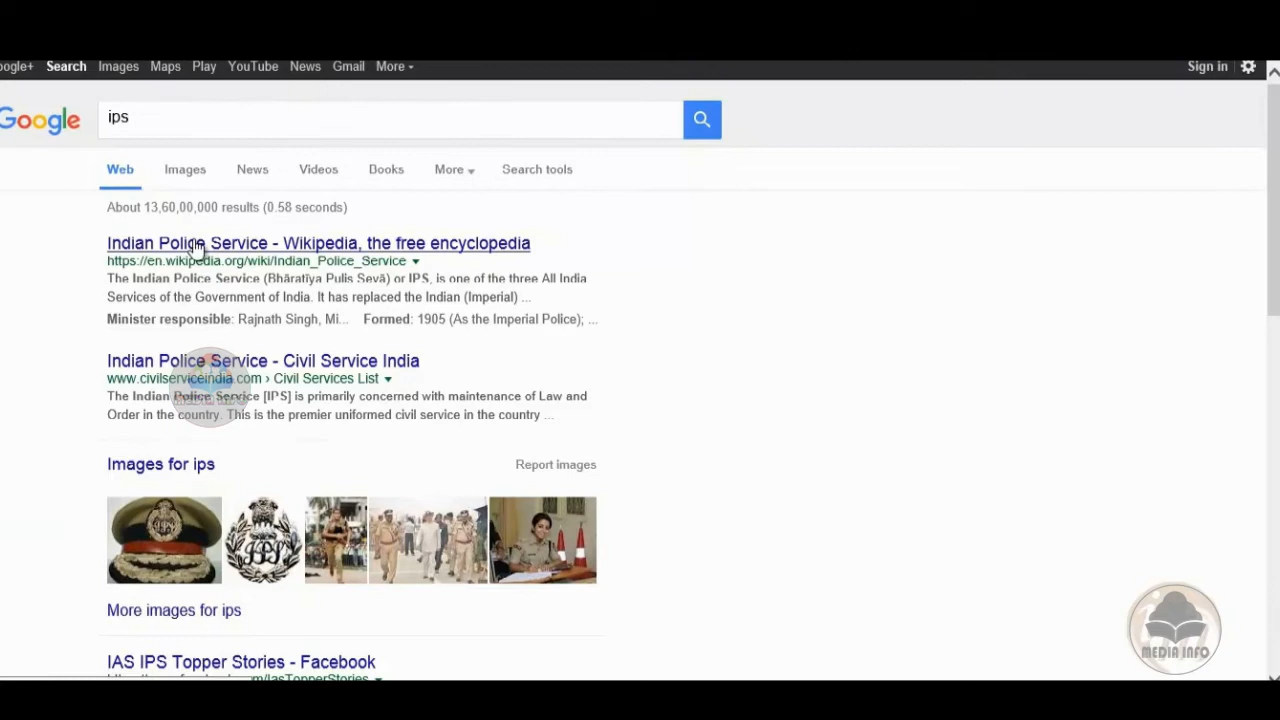 oogle+ Search Images Maps Play YouTube News Gmail More Sign in
Google
ips
Web Images News Videos Books More Search tools
About 13,60,00,000 results (0.58 seconds)
Indian Police Service - Wikipedia, the free encyclopedia
https://en.wikipedia.org/wiki/Indian_Police_Service
The Indian Police Service (Bhāratīya Pulis Sevā) or IPS, is one of the three All India
Services of the Government of India. It has replaced the Indian (Imperial) ...
Minister responsible: Rajnath Singh, Mi... Formed: 1905 (As the Imperial Police); ...
Indian Police Service - Civil Service India
www.civilserviceindia.com › Civil Services List
The Indian Police Service [IPS] is primarily concerned with maintenance of Law and
Order in the country. This is the premier uniformed civil service in the country ...
MEDIA INFO
Images for ips Report images
IPS
More images for ips
MEDIA INFO
IAS IPS Topper Stories - Facebook
m/IasTopperStories